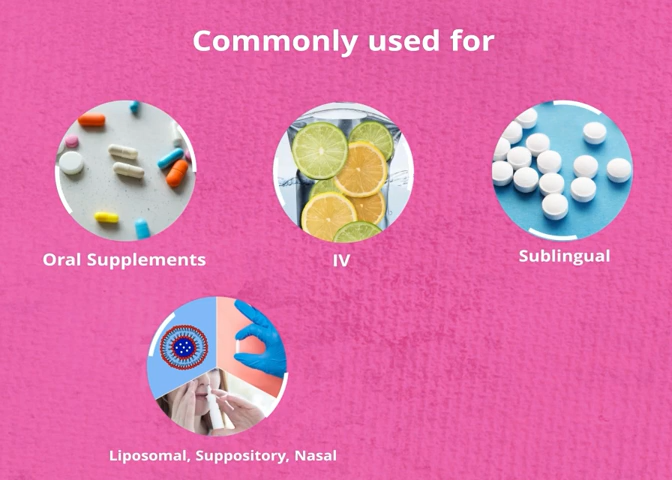 Commonly used for
Oral Supplements
IV
Sublingual
Liposomal, Suppository, Nasal